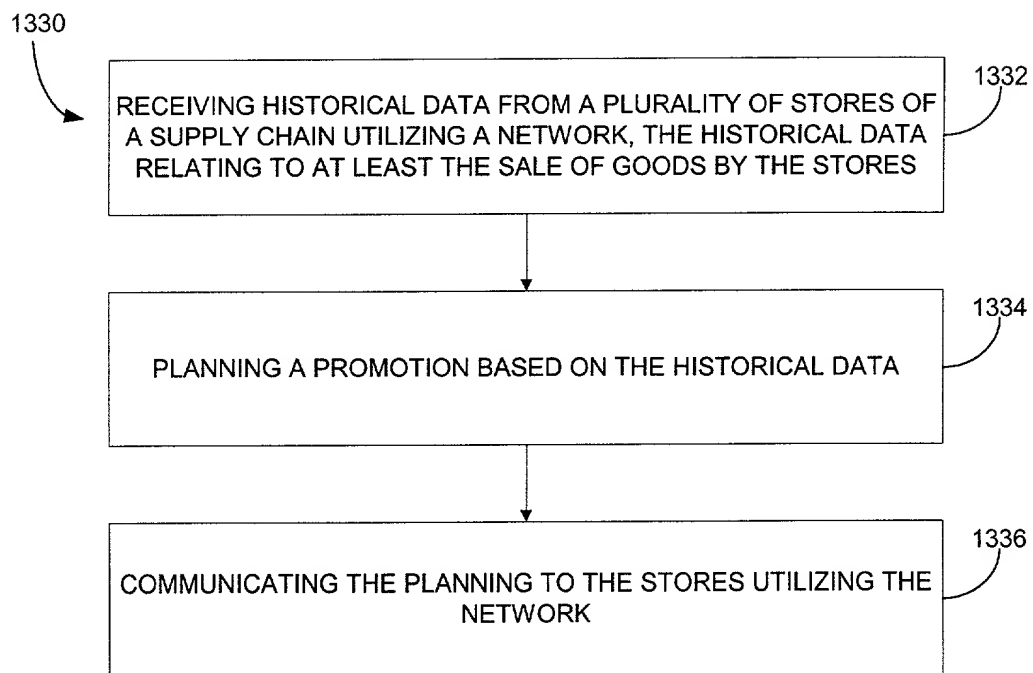 1330
1332
RECEIVING HISTORICAL DATA FROM A PLURALITY OF STORES OF
A SUPPLY CHAIN UTILIZING A NETWORK, THE HISTORICAL DATA
RELATING TO AT LEAST THE SALE OF GOODS BY THE STORES
1334
PLANNING A PROMOTION BASED ON THE HISTORICAL DATA
1336
COMMUNICATING THE PLANNING TO THE STORES UTILIZING THE
NETWORK